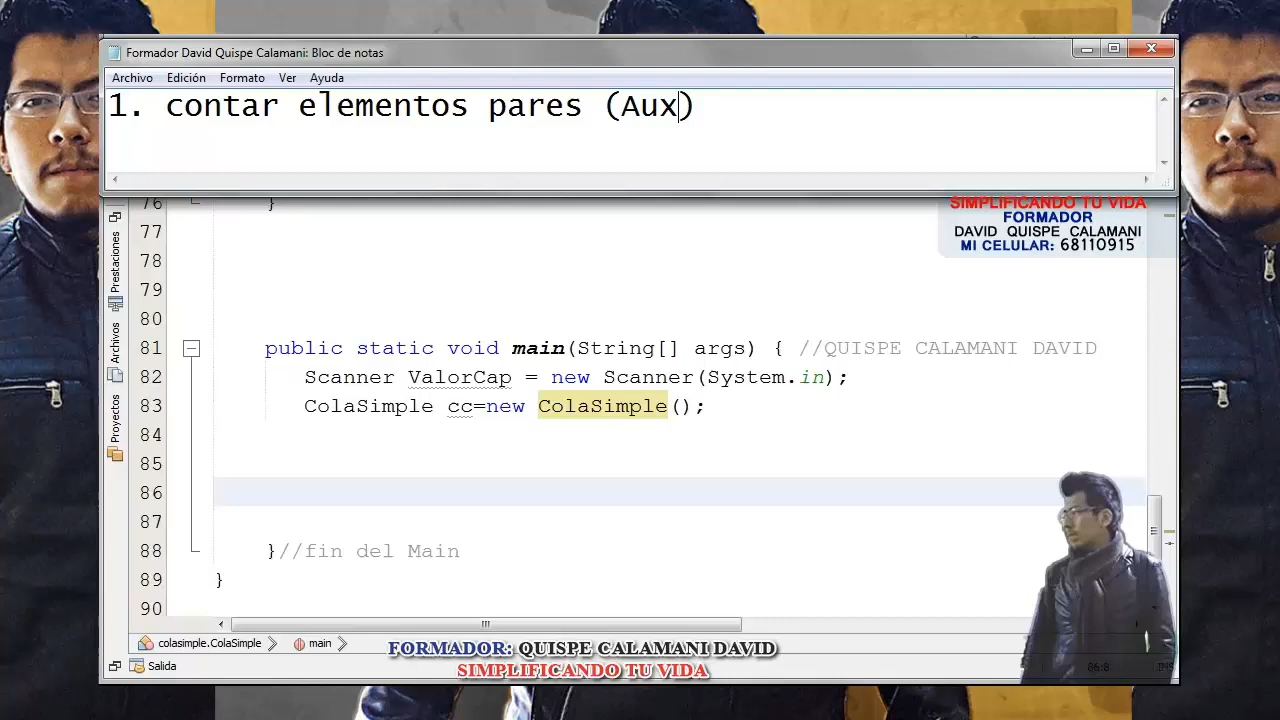 Formador David Quispe Calamani: Bloc de notas
Archivo Edición Formato Ver Ayuda
1. contar elementos pares (Aux)
SIMPLIFICANDO TU VIDA
FORMADOR
DAVID QUISPE CALAMANI
MI CELULAR: 68110915
Prestaciones
Archivos
Proyectos
76 }
77
78
79
80
81 public static void main(String[] args) { //QUISPE CALAMANI DAVID
82 Scanner ValorCap = new Scanner(System.in);
83 ColaSimple cc=new ColaSimple();
84
85
86
87
88 }//fin del Main
89 }
90
colasimple.ColaSimple main
FORMADOR: QUISPE CALAMANI DAVID
Salida
SIMPLIFICANDO TU VIDA
86:8 INS